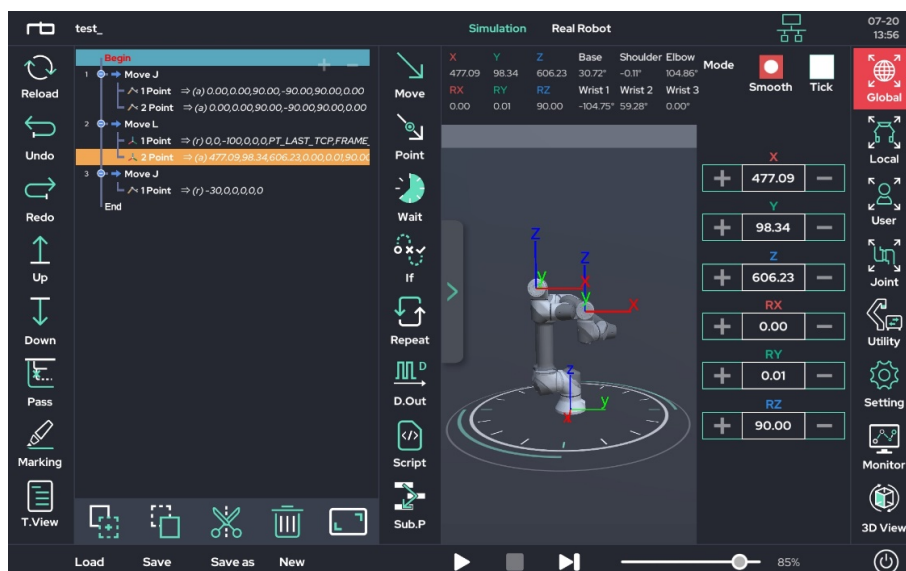 test_
Simulation Real Robot
07-20
13:56
Reload
Undo
Redo
Up
Down
Pass
Marking
T.View
Begin
1 Move J
1 Point ⇒ (a) 0.00,0.00,90.00,-90.00,90.00,0.00
2 Point ⇒ (a) 0.00,0.00,90.00,-90.00,90.00,0.00
2 Move L
1 Point ⇒ (r) 0,0,-100,0,0,0,PT_LAST_TCP,FRAME_
2 Point ⇒ (a) 477.09,98.34,606.23,0.00,0.01,90.00
3 Move J
1 Point ⇒ (r) -30,0,0,0,0,0
End
Move
Point
Wait
If
Repeat
D
D.Out
Script
Sub.P
X Y Z Base Shoulder Elbow
477.09 98.34 606.23 30.72° -0.11° 104.86°
RX RY RZ Wrist 1 Wrist 2 Wrist 3
0.00 0.01 90.00 -104.75° 59.28° 0.00°
Mode
Smooth Tick
Z
Z
y
X
y
X
Z
y
X
X
477.09
Y
98.34
Z
606.23
RX
0.00
RY
0.01
RZ
90.00
Global
Local
User
Joint
Utility
Setting
Monitor
3D View
Load Save Save as New
85%